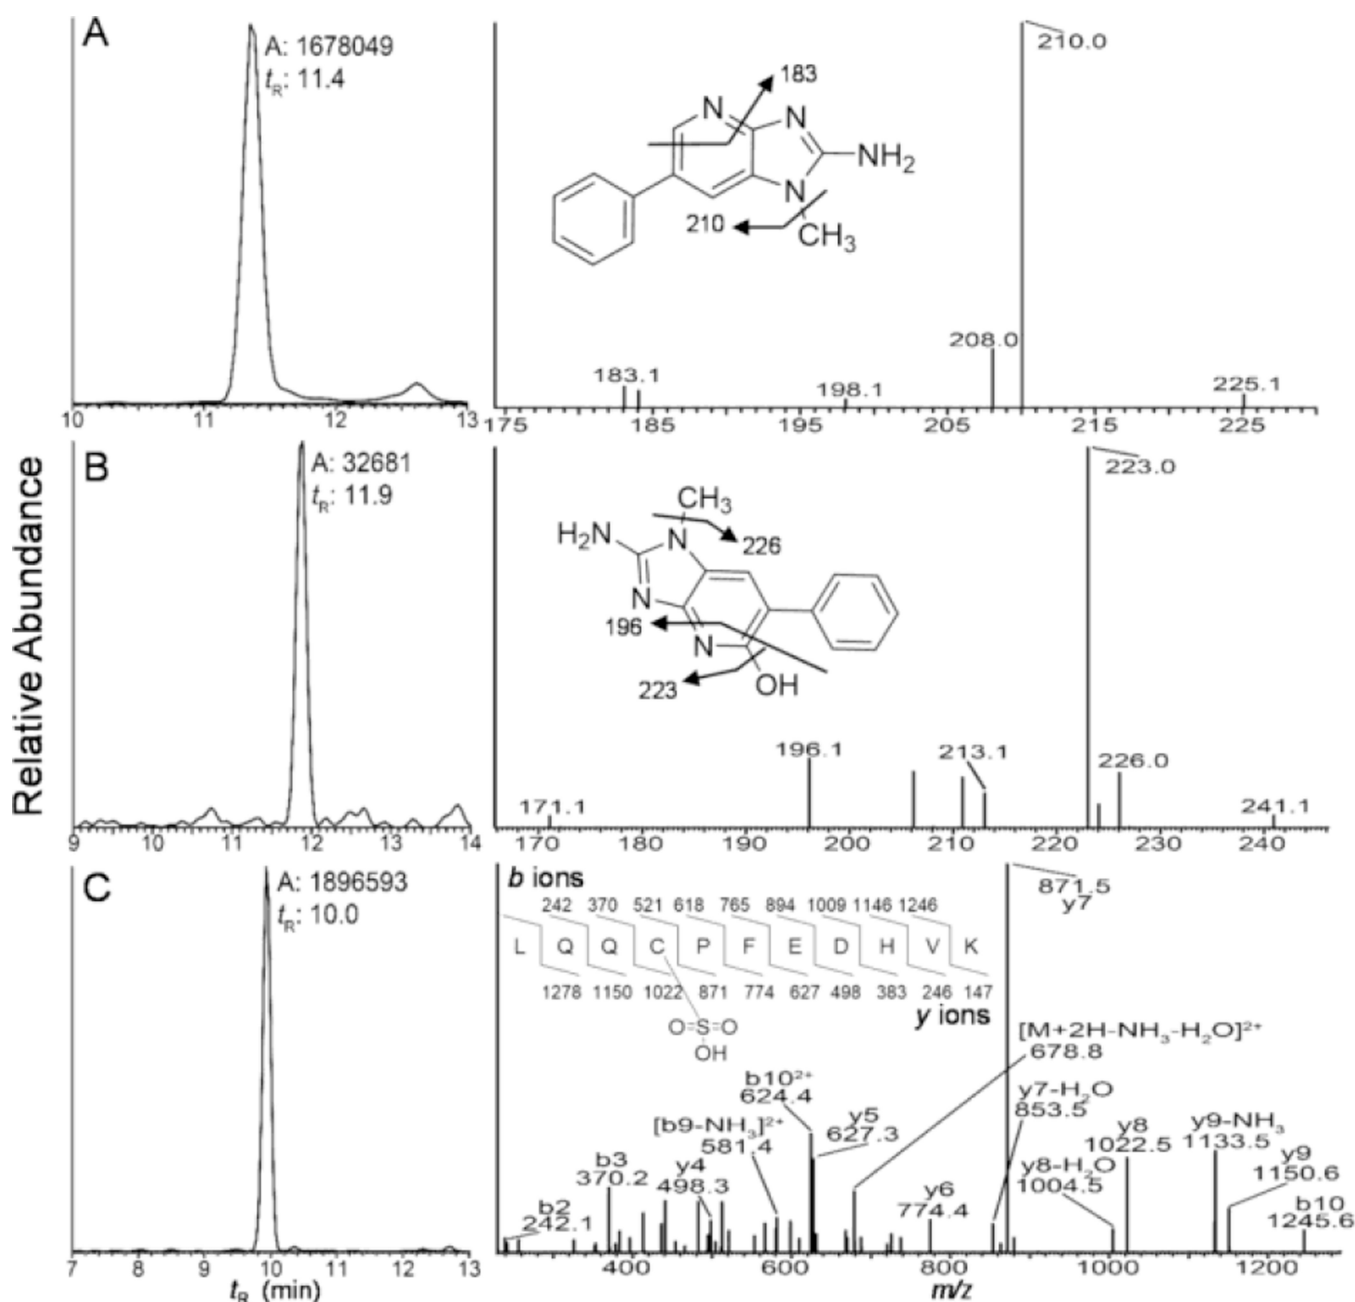 Relative Abundance
A
A: 1678049
tR: 11.4
10 11 12 13
183
N
N
NH2
N
210
CH3
210.0
208.0
183.1
198.1
225.1
175 185 195 205 215 225
B
A: 32681
tR: 11.9
9 10 11 12 13 14
CH3
H2N
N
226
N
196
N
223
OH
223.0
196.1
213.1
226.0
171.1
241.1
170 180 190 200 210 220 230 240
C
A: 1896593
tR: 10.0
7 8 9 10 11 12 13
tR (min)
b ions
242 370 521 618 765 894 1009 1146 1246
L Q Q C P F E D H V K
1278 1150 1022 871 774 627 498 383 246 147
y ions
O=S=O
OH
871.5
y7
[M+2H-NH3-H2O]2+
678.8
b102+
624.4
y7-H2O
853.5
[b9-NH3]2+
581.4
y5
627.3
y8
1022.5
y9-NH3
1133.5
b3
370.2
y4
498.3
y8-H2O
1004.5
y9
1150.6
b2
242.1
y6
774.4
b10
1245.6
400 600 800 1000 1200
m/z